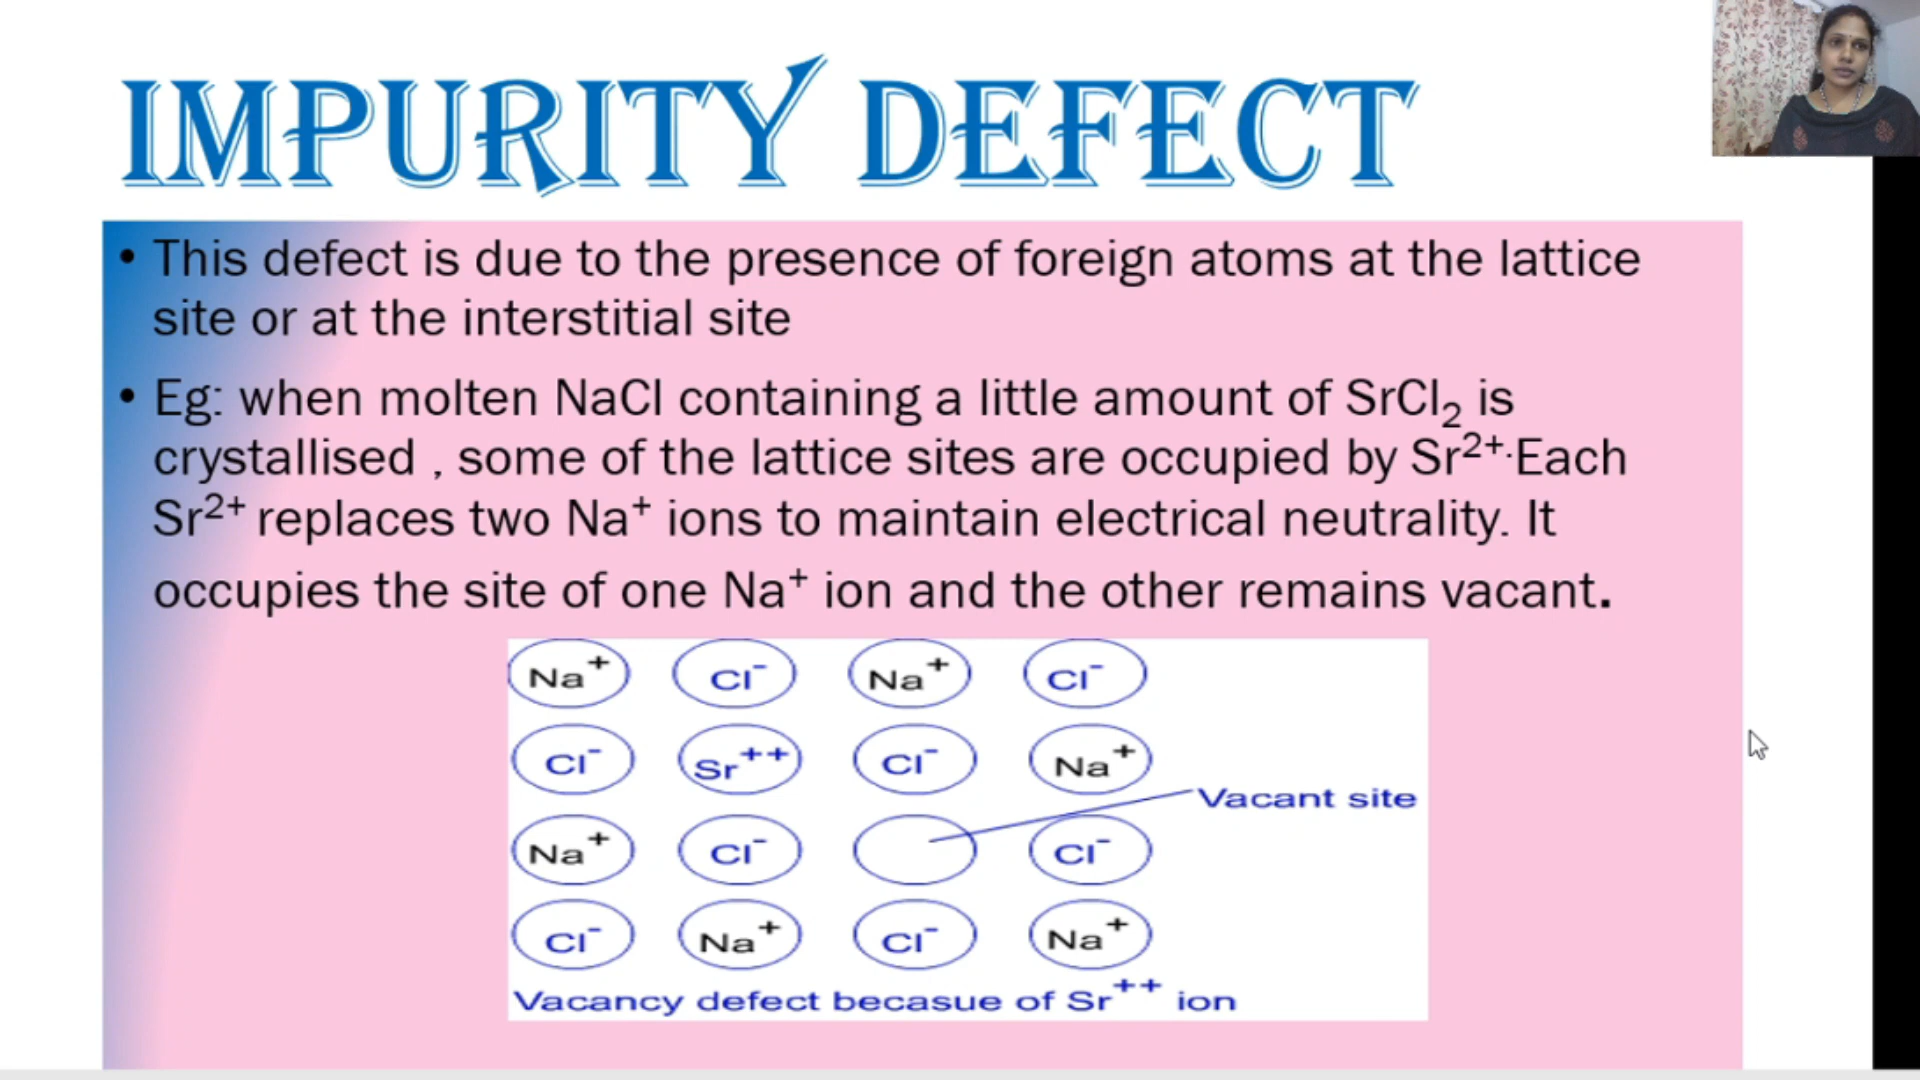 IMPURITY DEFECT
• This defect is due to the presence of foreign atoms at the lattice
site or at the interstitial site
• Eg: when molten NaCl containing a little amount of SrCl₂ is
crystallised , some of the lattice sites are occupied by Sr²⁺·Each
Sr²⁺ replaces two Na⁺ ions to maintain electrical neutrality. It
occupies the site of one Na⁺ ion and the other remains vacant.
Na⁺ Cl⁻ Na⁺ Cl⁻
Cl⁻ Sr⁺⁺ Cl⁻ Na⁺
Vacant site
Na⁺ Cl⁻ Cl⁻
Cl⁻ Na⁺ Cl⁻ Na⁺
Vacancy defect becasue of Sr⁺⁺ ion